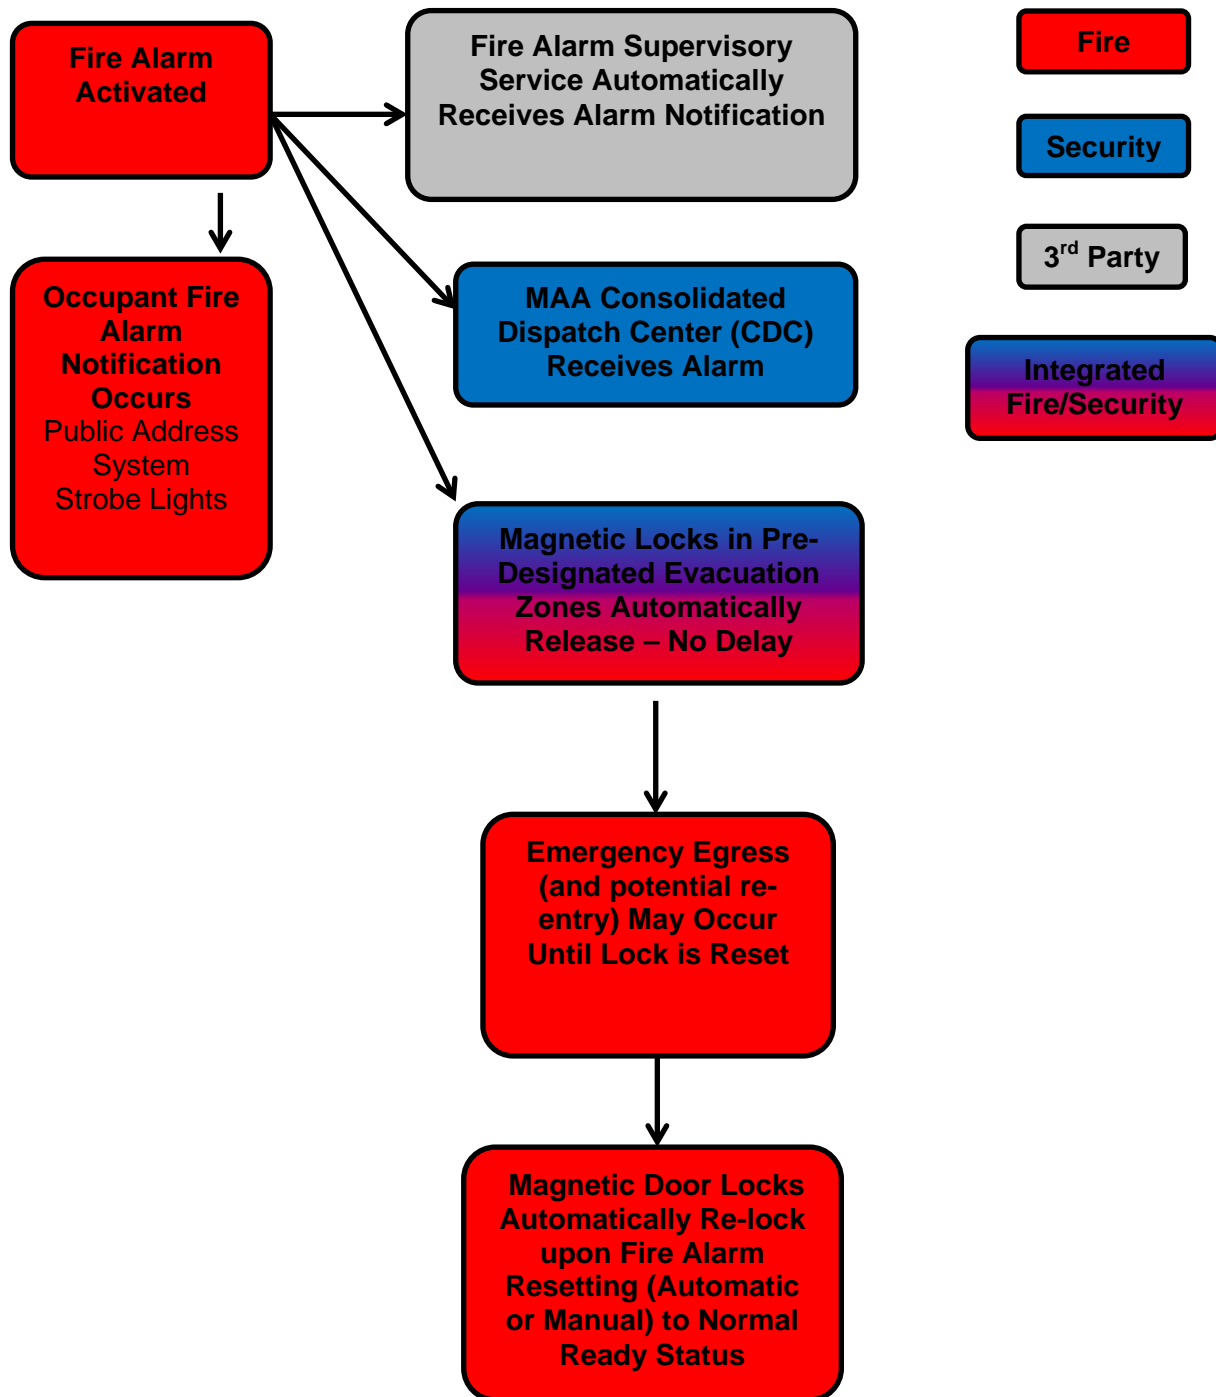 Fire Alarm
Activated
Fire Alarm Supervisory
Service Automatically
Receives Alarm Notification
Fire
Security
3rd Party
Integrated
Fire/Security
Occupant Fire
Alarm
Notification
Occurs
Public Address
System
Strobe Lights
MAA Consolidated
Dispatch Center (CDC)
Receives Alarm
Magnetic Locks in Pre-
Designated Evacuation
Zones Automatically
Release – No Delay
Emergency Egress
(and potential re-
entry) May Occur
Until Lock is Reset
Magnetic Door Locks
Automatically Re-lock
upon Fire Alarm
Resetting (Automatic
or Manual) to Normal
Ready Status